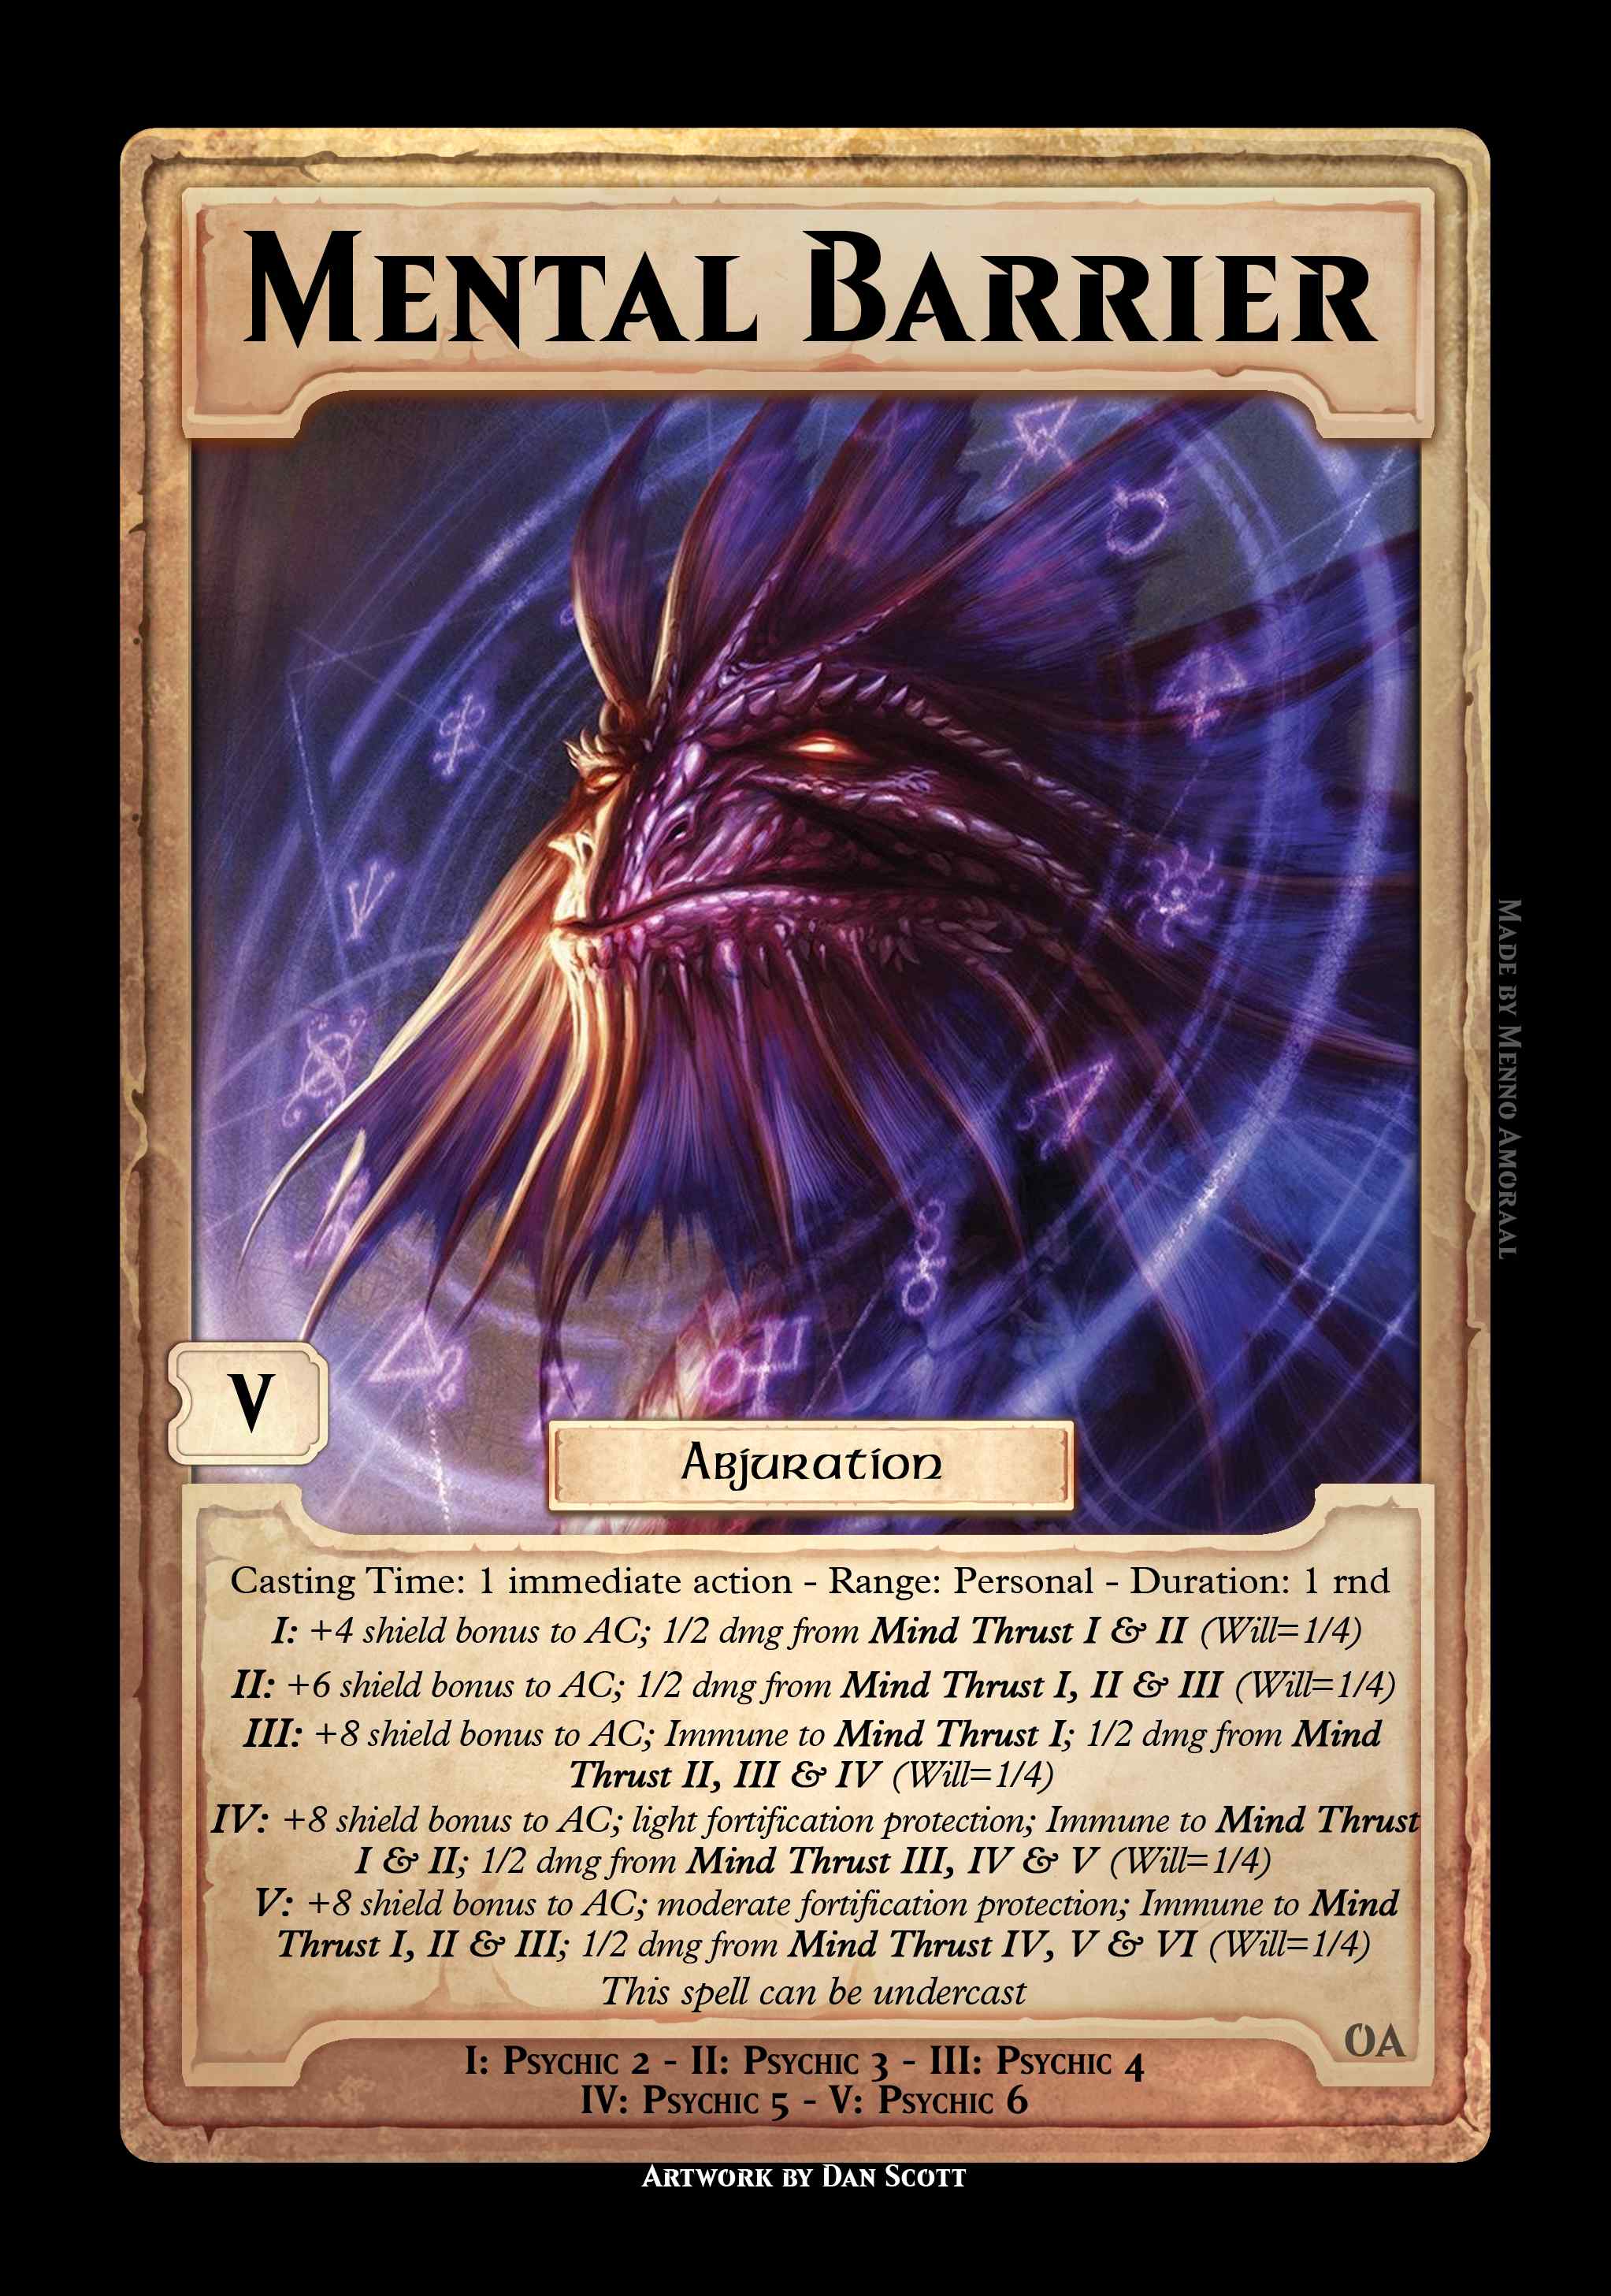 Mental Barrier
V
Abjuration
Casting Time: 1 immediate action - Range: Personal - Duration: 1 rnd
I: +4 shield bonus to AC; 1/2 dmg from Mind Thrust I & II (Will=1/4)
II: +6 shield bonus to AC; 1/2 dmg from Mind Thrust I, II & III (Will=1/4)
III: +8 shield bonus to AC; Immune to Mind Thrust I; 1/2 dmg from Mind
Thrust II, III & IV (Will=1/4)
IV: +8 shield bonus to AC; light fortification protection; Immune to Mind Thrust
I & II; 1/2 dmg from Mind Thrust III, IV & V (Will=1/4)
V: +8 shield bonus to AC; moderate fortification protection; Immune to Mind
Thrust I, II & III; 1/2 dmg from Mind Thrust IV, V & VI (Will=1/4)
This spell can be undercast
OA
I: Psychic 2 - II: Psychic 3 - III: Psychic 4
IV: Psychic 5 - V: Psychic 6
Artwork by Dan Scott
Made by Menno Amoraal